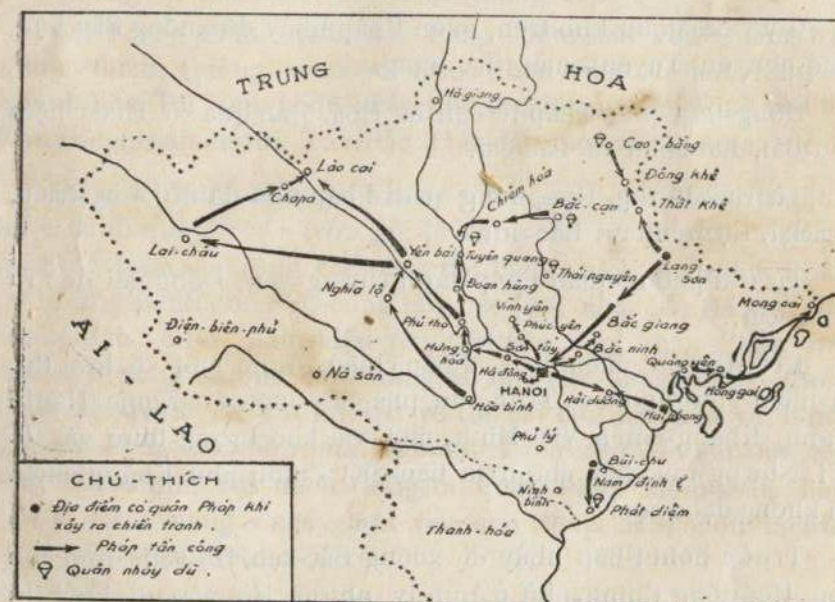 TRUNG HOA
Hà giang
Cao bằng
Đông khê
Thất khê
Lào cai
Chapa
Chiêm hóa
Bắc-cạn
Lai-châu
Yên bái
Tuyên quang
Thái nguyên
Lạng sơn
Nghĩa lộ
Đoan hùng
Mong cái
Vĩnh yên
Phúc yên
Bắc giang
Phú thọ
Điện-biên-phủ
Hưng hóa
Sơn tây
Bắc ninh
Quảng yên
Hà đông
HANOI
Hải dương
Hải phòng
Hòng gai
Nà sản
Hòa bình
AI-LAO
Phủ lý
Bùi-chu
Nam định
Ninh bình
Phát diệm
Thanh-hóa
CHÚ-THÍCH
Địa điểm có quân Pháp khi
xảy ra chiến tranh.
Pháp tấn công
Quân nhảy dù.